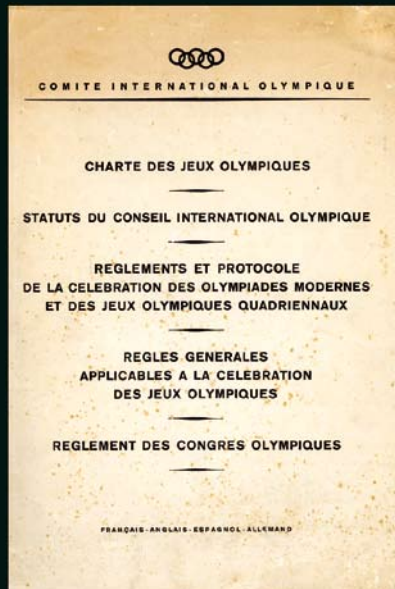 COMITE INTERNATIONAL OLYMPIQUE
CHARTE DES JEUX OLYMPIQUES
STATUTS DU CONSEIL INTERNATIONAL OLYMPIQUE
REGLEMENTS ET PROTOCOLE
DE LA CELEBRATION DES OLYMPIADES MODERNES
ET DES JEUX OLYMPIQUES QUADRIENNAUX
REGLES GENERALES
APPLICABLES A LA CELEBRATION
DES JEUX OLYMPIQUES
REGLEMENT DES CONGRES OLYMPIQUES
FRANÇAIS-ANGLAIS-ESPAGNOL-ALLEMAND